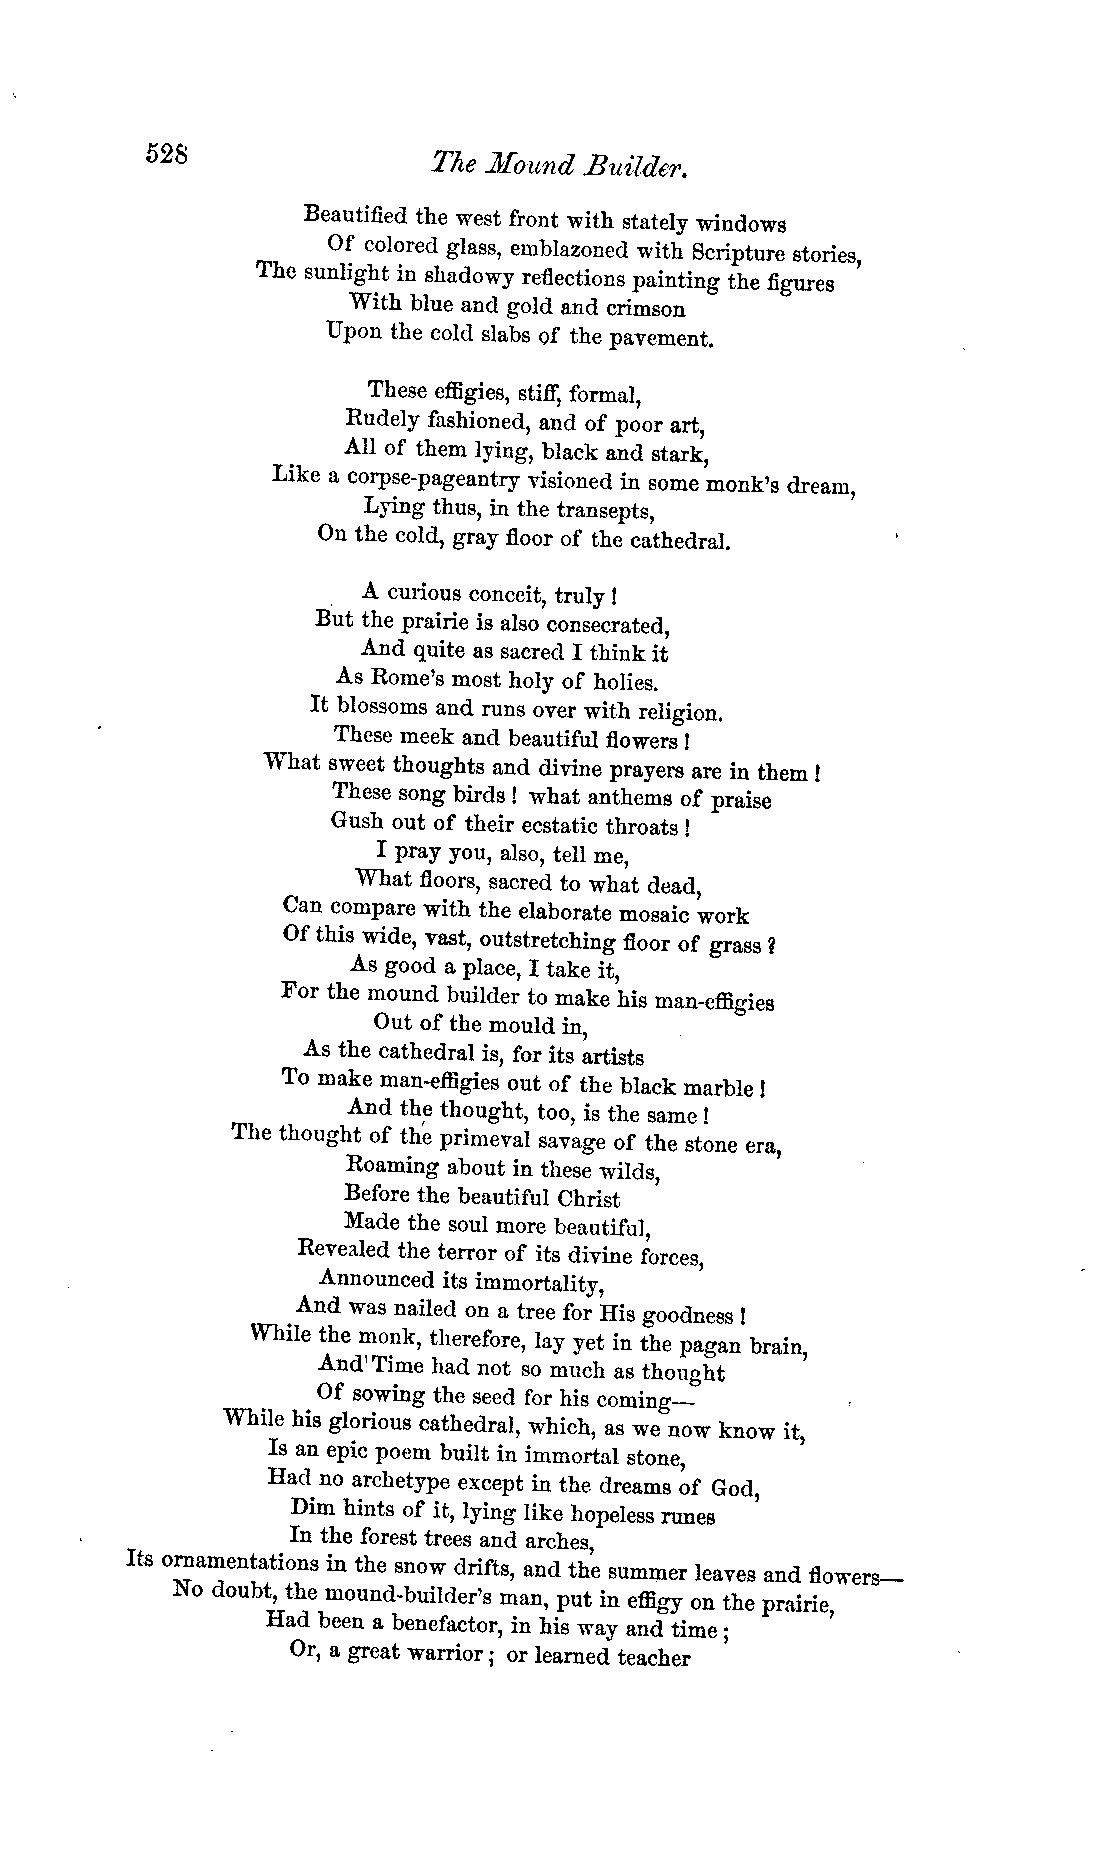 528
The Mound Builder.
Beautified the west front with stately windows
Of colored glass, emblazoned with Scripture stories,
The sunlight in shadowy reflections painting the figures
With blue and gold and crimson
Upon the cold slabs of the pavement.
These effigies, stiff, formal,
Rudely fashioned, and of poor art,
All of them lying, black and stark,
Like a corpse-pageantry visioned in some monk's dream,
Lying thus, in the transepts,
On the cold, gray floor of the cathedral.
A curious conceit, truly!
But the prairie is also consecrated,
And quite as sacred I think it
As Rome's most holy of holies.
It blossoms and runs over with religion.
These meek and beautiful flowers!
What sweet thoughts and divine prayers are in them!
These song birds! what anthems of praise
Gush out of their ecstatic throats!
I pray you, also, tell me,
What floors, sacred to what dead,
Can compare with the elaborate mosaic work
Of this wide, vast, outstretching floor of grass?
As good a place, I take it,
For the mound builder to make his man-effigies
Out of the mould in,
As the cathedral is, for its artists
To make man-effigies out of the black marble!
And the thought, too, is the same!
The thought of the primeval savage of the stone era,
Roaming about in these wilds,
Before the beautiful Christ
Made the soul more beautiful,
Revealed the terror of its divine forces,
Announced its immortality,
And was nailed on a tree for His goodness!
While the monk, therefore, lay yet in the pagan brain,
And Time had not so much as thought
Of sowing the seed for his coming—
While his glorious cathedral, which, as we now know it,
Is an epic poem built in immortal stone,
Had no archetype except in the dreams of God,
Dim hints of it, lying like hopeless runes
In the forest trees and arches,
Its ornamentations in the snow drifts, and the summer leaves and flowers—
No doubt, the mound-builder's man, put in effigy on the prairie,
Had been a benefactor, in his way and time;
Or, a great warrior; or learned teacher